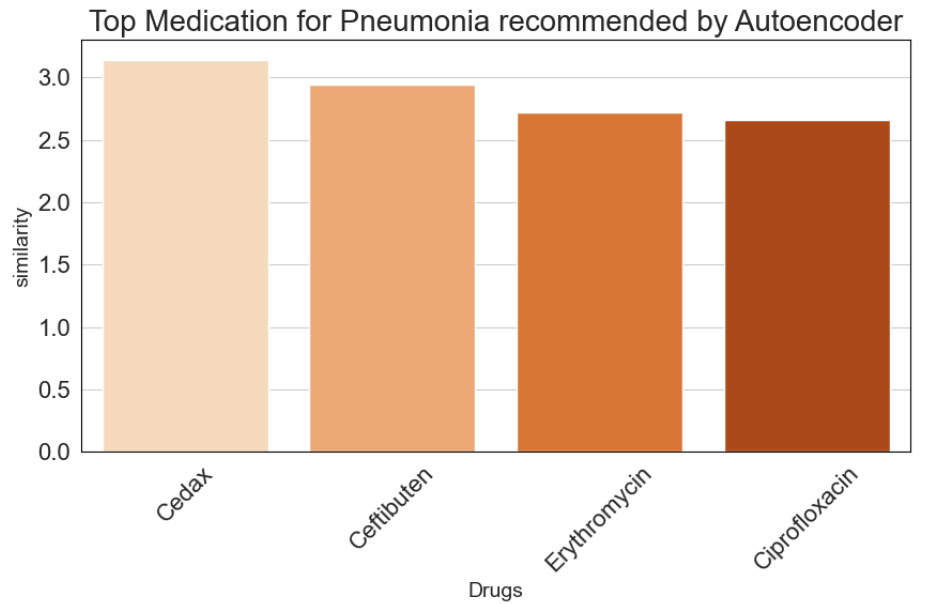 Top Medication for Pneumonia recommended by Autoencoder
3.0
2.5
2.0
1.5
1.0
0.5
0.0
similarity
Cedax
Ceftibuten
Erythromycin
Ciprofloxacin
Drugs